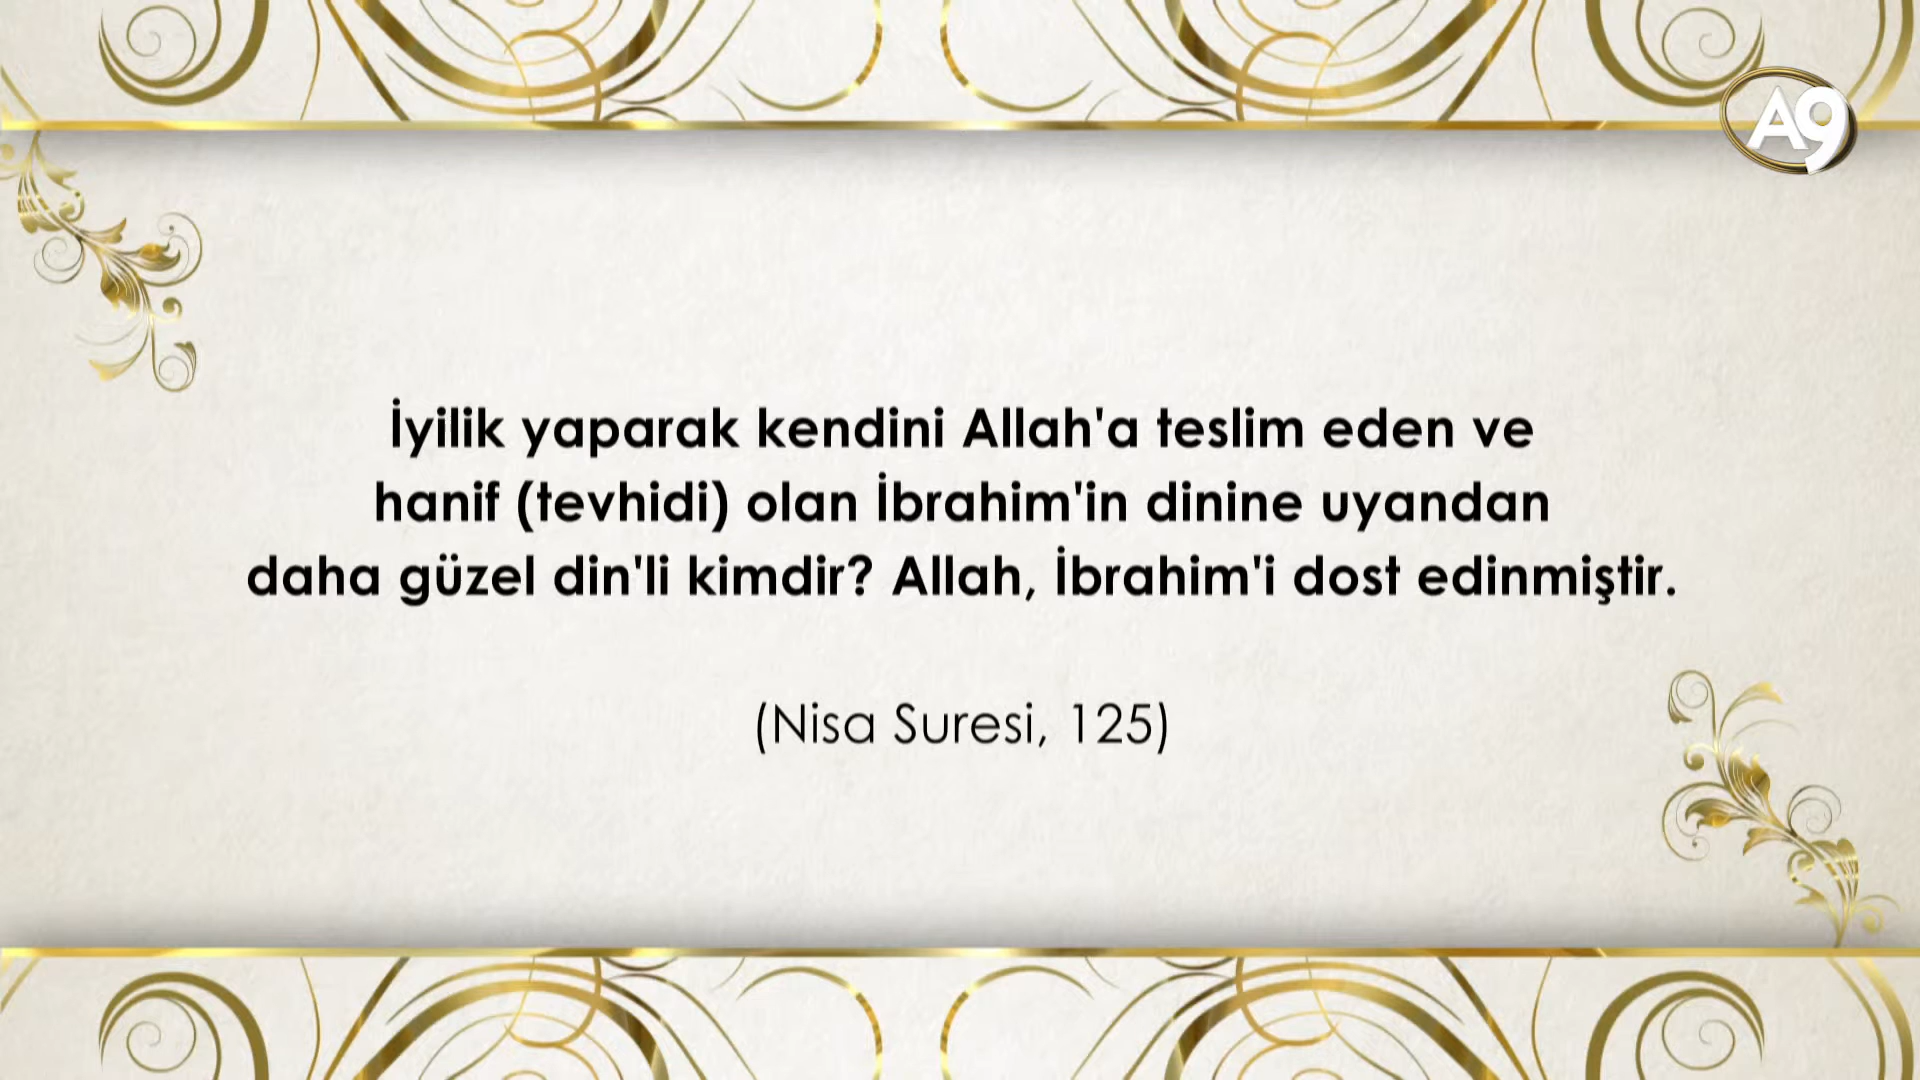 A9
İyilik yaparak kendini Allah'a teslim eden ve
hanif (tevhidi) olan İbrahim'in dinine uyandan
daha güzel din'li kimdir? Allah, İbrahim'i dost edinmiştir.
(Nisa Suresi, 125)